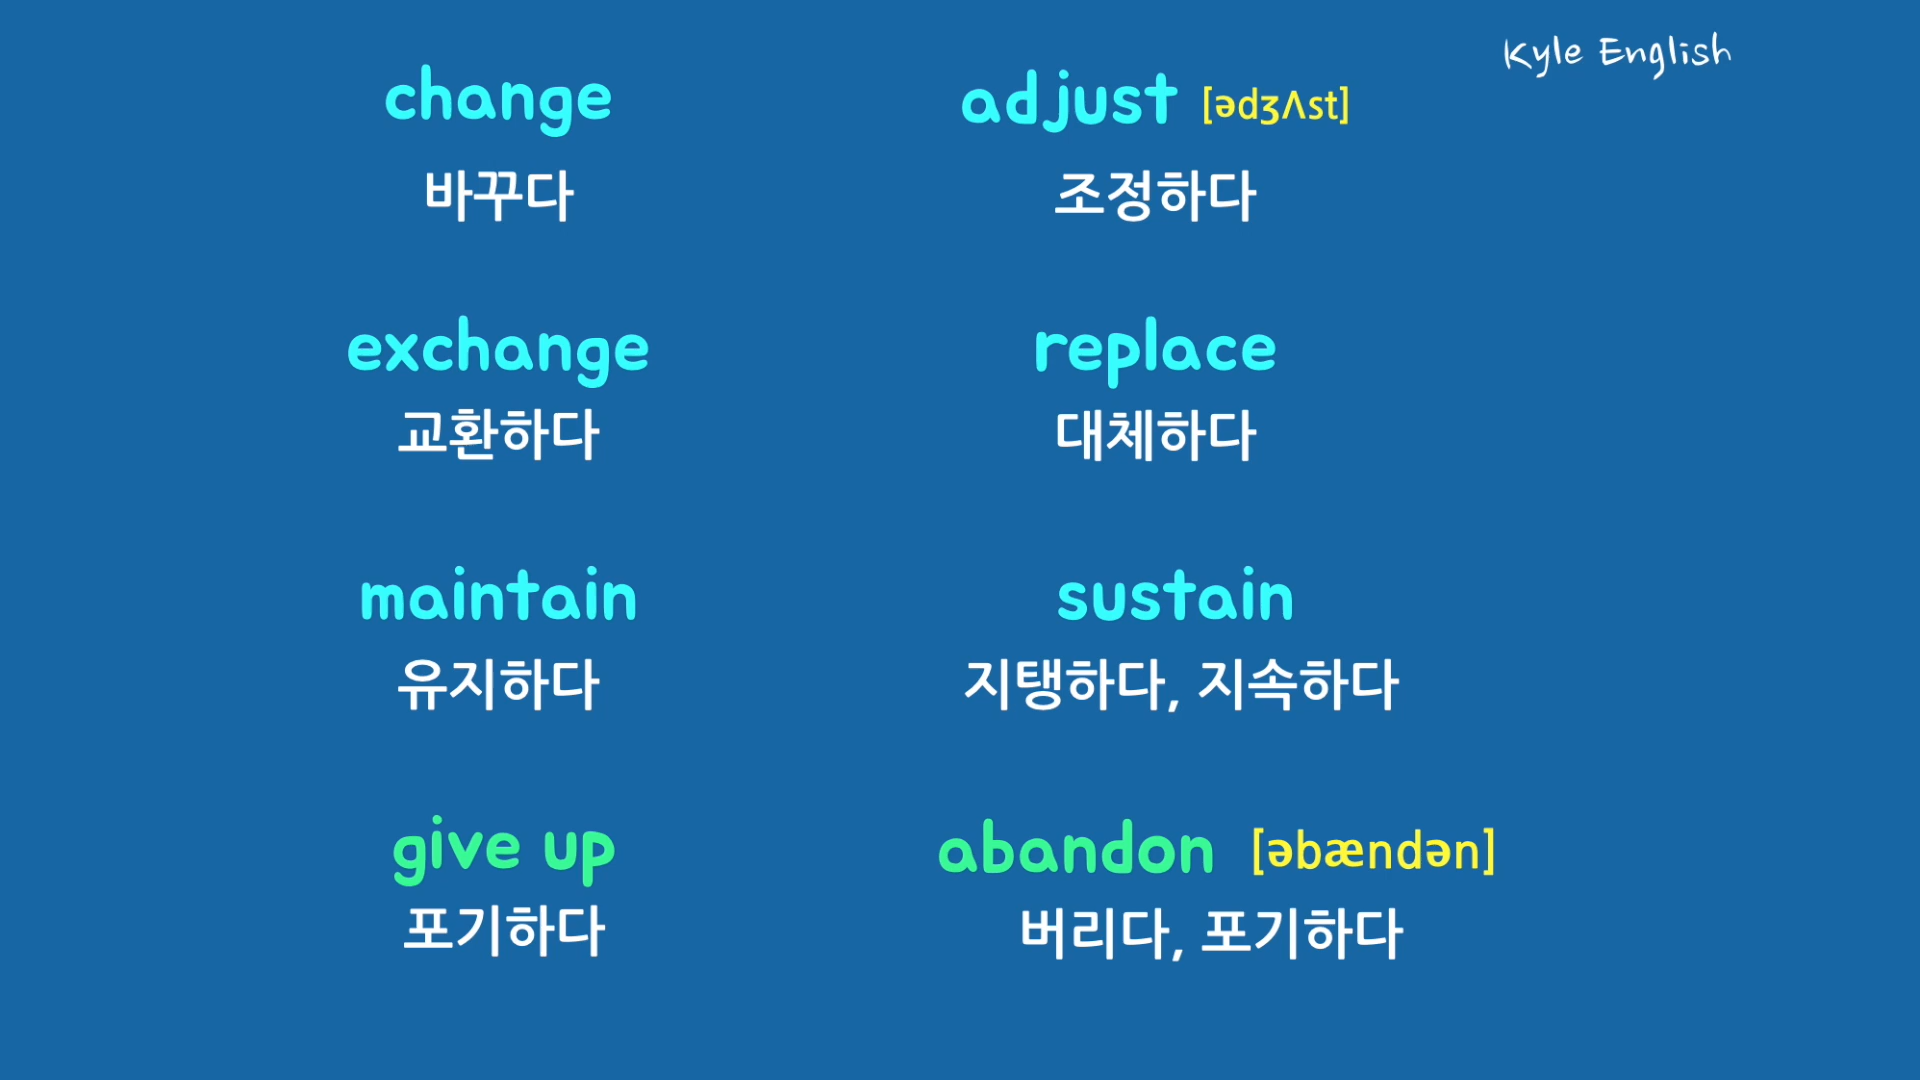 Kyle English
change
adjust [ədʒʌst]
바꾸다
조정하다
exchange
replace
교환하다
대체하다
maintain
sustain
유지하다
지탱하다, 지속하다
give up
abandon [əbændən]
포기하다
버리다, 포기하다